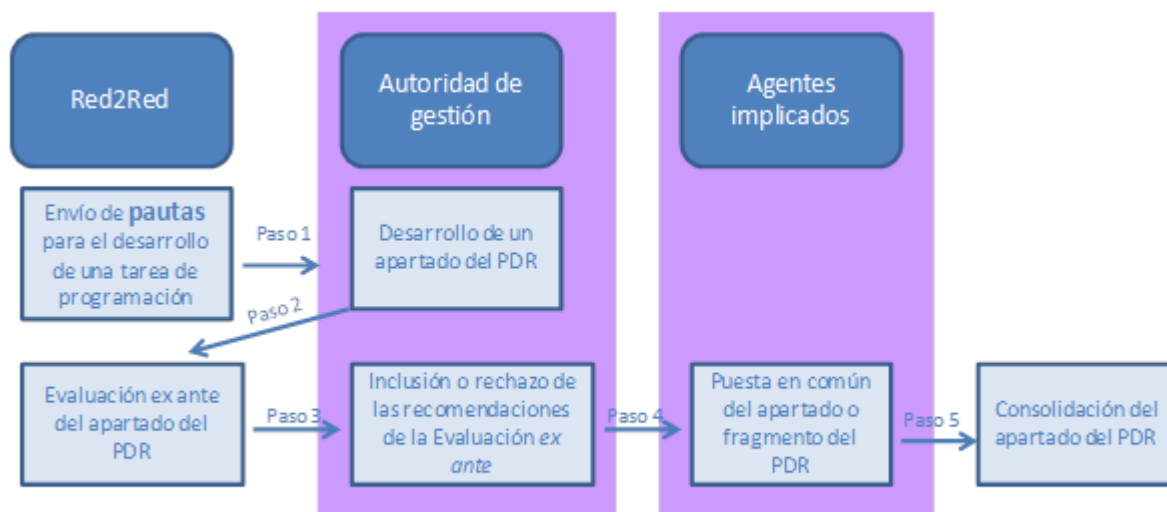 Red2Red
Autoridad de
gestión
Agentes
implicados
Envío de pautas
para el desarrollo
de una tarea de
programación
Paso 1
Desarrollo de un
apartado del PDR
Paso 2
Evaluación ex ante
del apartado del
PDR
Paso 3
Inclusión o rechazo de
las recomendaciones
de la Evaluación ex
ante
Paso 4
Puesta en común
del apartado o
fragmento del
PDR
Paso 5
Consolidación del
apartado del PDR